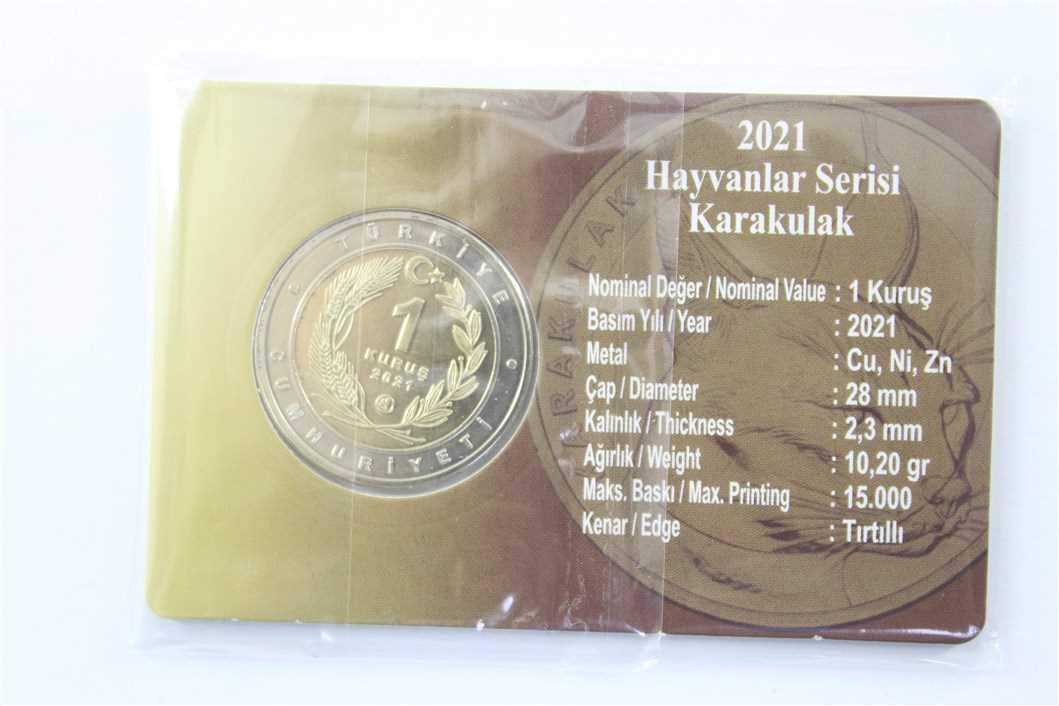 2021
Hayvanlar Serisi
Karakulak
Nominal Değer / Nominal Value : 1 Kuruş
Basım Yılı / Year : 2021
Metal : Cu, Ni, Zn
Çap / Diameter : 28 mm
Kalınlık / Thickness : 2,3 mm
Ağırlık / Weight : 10,20 gr
Maks. Baskı / Max. Printing : 15.000
Kenar / Edge : Tırtıllı
TÜRKİYE
CUMHURİYETİ
1
KURUŞ
2021
KARAKULAK